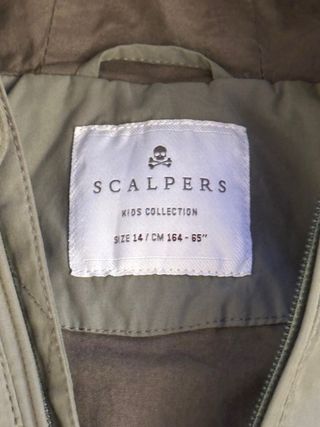 SCALPERS
KIDS COLLECTION
SIZE 14 / CM 164 - 65"